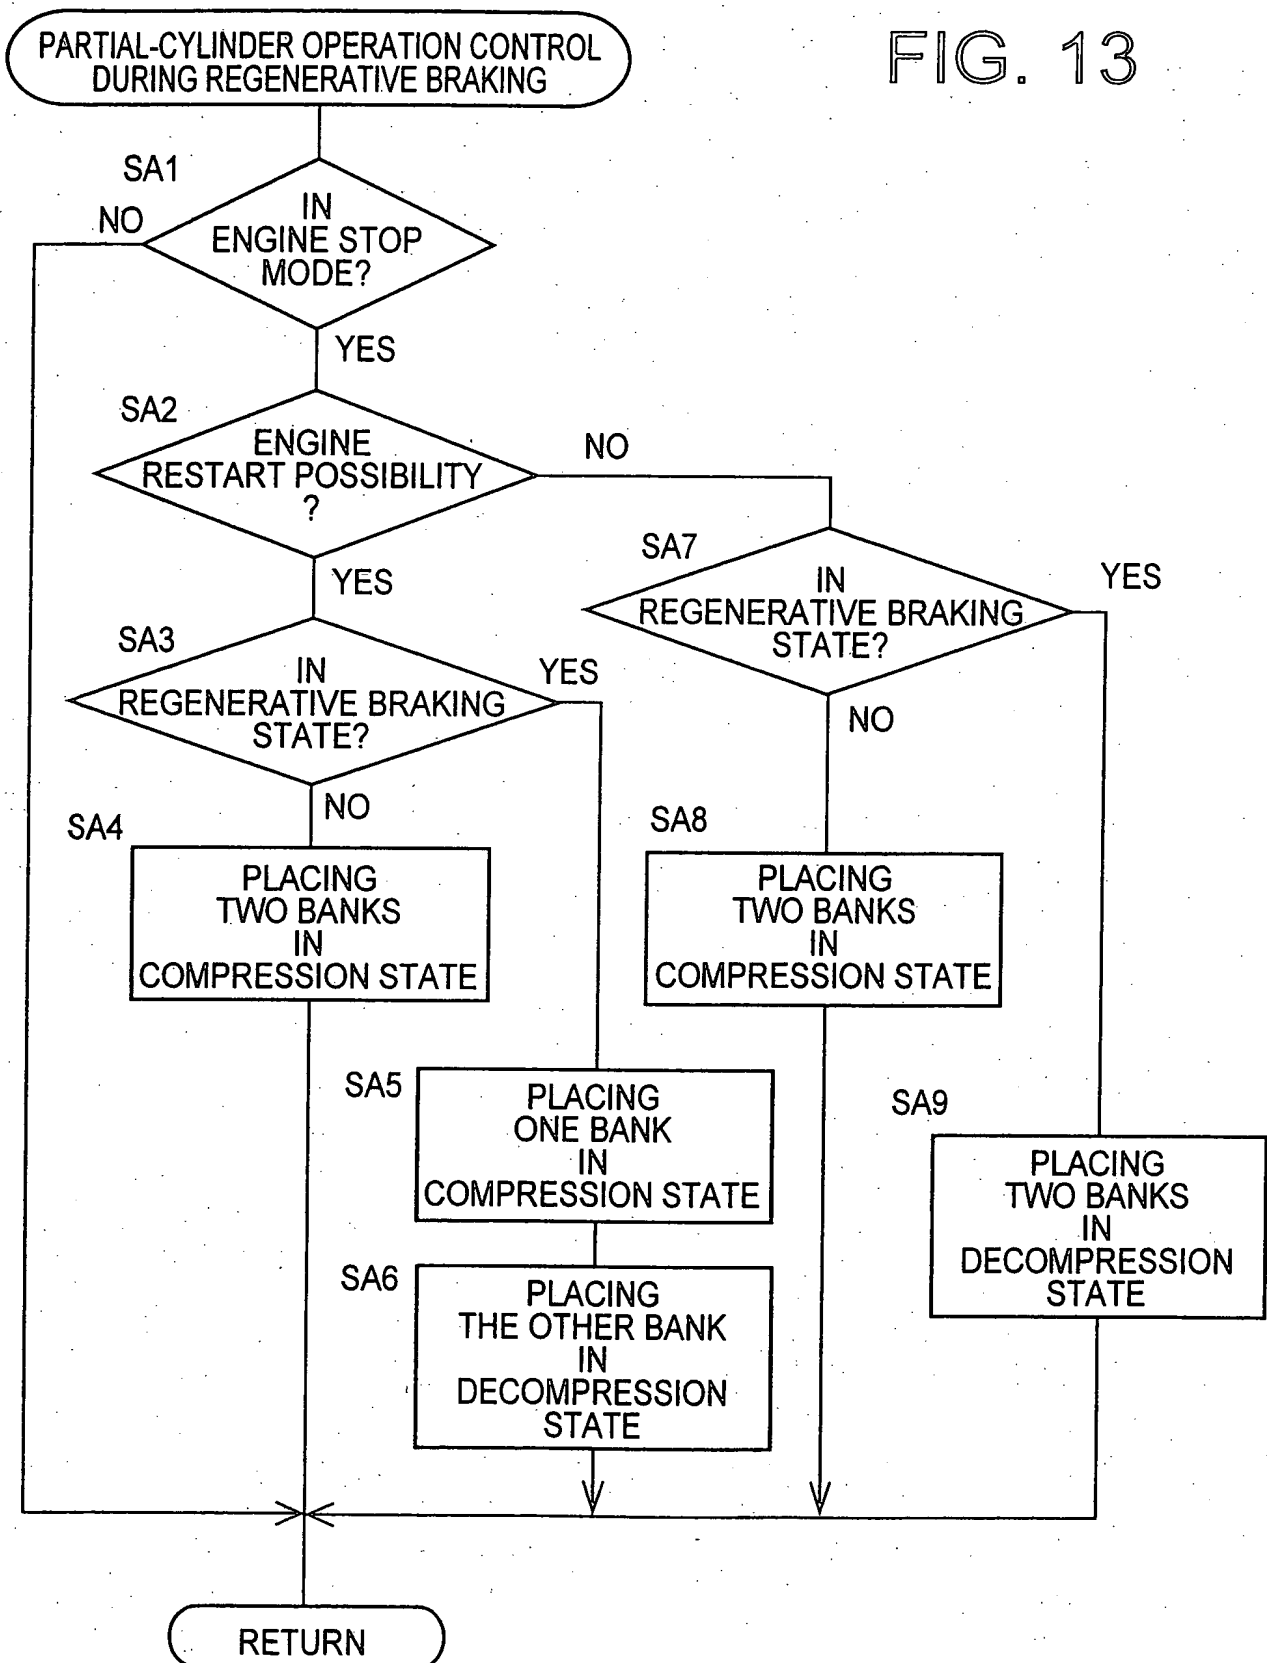 FIG. 13
PARTIAL-CYLINDER OPERATION CONTROL
DURING REGENERATIVE BRAKING
SA1
IN
ENGINE STOP
MODE?
NO
YES
SA2
ENGINE
RESTART POSSIBILITY
?
NO
YES
SA3
IN
REGENERATIVE BRAKING
STATE?
YES
NO
SA7
IN
REGENERATIVE BRAKING
STATE?
YES
NO
SA4
PLACING
TWO BANKS
IN
COMPRESSION STATE
SA8
PLACING
TWO BANKS
IN
COMPRESSION STATE
SA5
PLACING
ONE BANK
IN
COMPRESSION STATE
SA6
PLACING
THE OTHER BANK
IN
DECOMPRESSION
STATE
SA9
PLACING
TWO BANKS
IN
DECOMPRESSION
STATE
RETURN